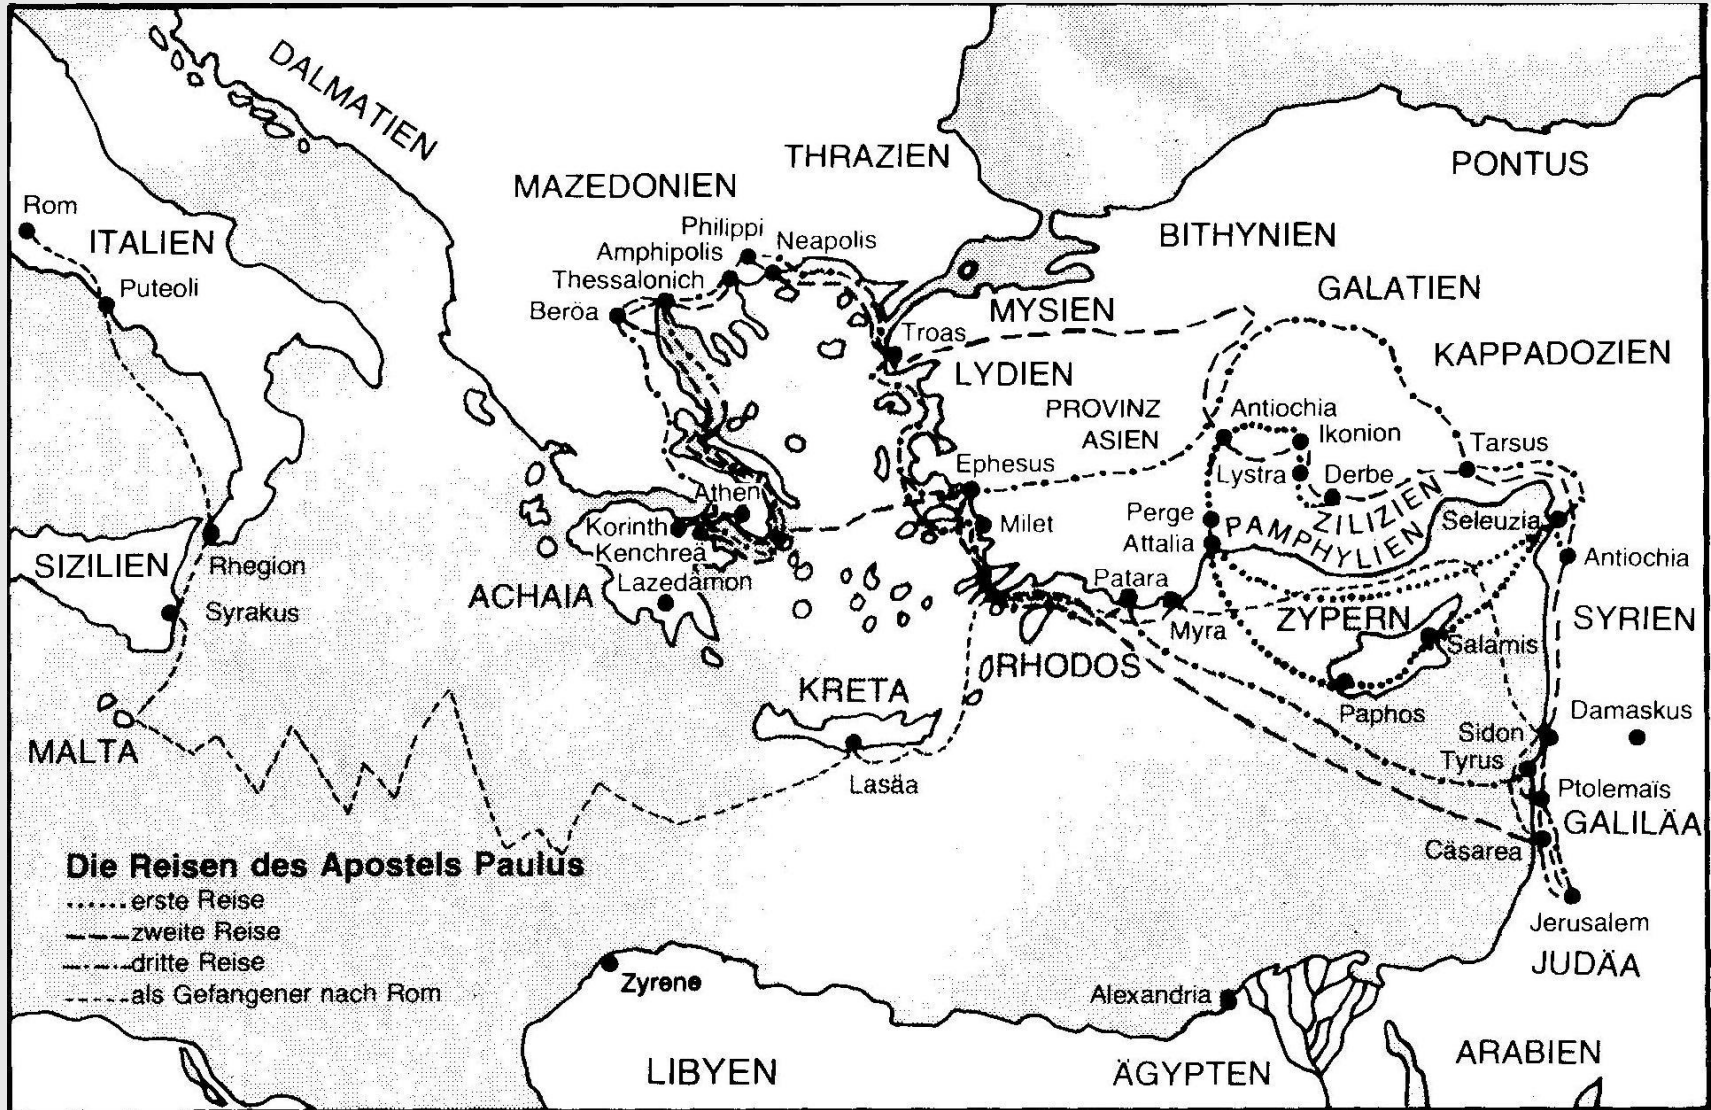 DALMATIEN
THRAZIEN
PONTUS
MAZEDONIEN
Rom
Philippi
BITHYNIEN
ITALIEN
Amphipolis
Neapolis
Thessalonich
GALATIEN
Puteoli
Beröa
MYSIEN
Troas
KAPPADOZIEN
LYDIEN
PROVINZ
ASIEN
Antiochia
Ikonion
Tarsus
Ephesus
Lystra
Derbe
Athen
ZILIZIEN
Korinth
Milet
Perge
PAMPHYLIEN
Seleuzia
Kenchreä
Attalia
SIZILIEN
Rhegion
Antiochia
Lazedämon
Patara
ACHAIA
Syrakus
ZYPERN
SYRIEN
Myra
Salamis
RHODOS
KRETA
Paphos
Damaskus
MALTA
Sidon
Tyrus
Lasäa
Ptolemaïs
GALILÄA
Cäsarea
Die Reisen des Apostels Paulus
erste Reise
zweite Reise
dritte Reise
als Gefangener nach Rom
Jerusalem
JUDÄA
Zyrene
Alexandria
LIBYEN
ÄGYPTEN
ARABIEN